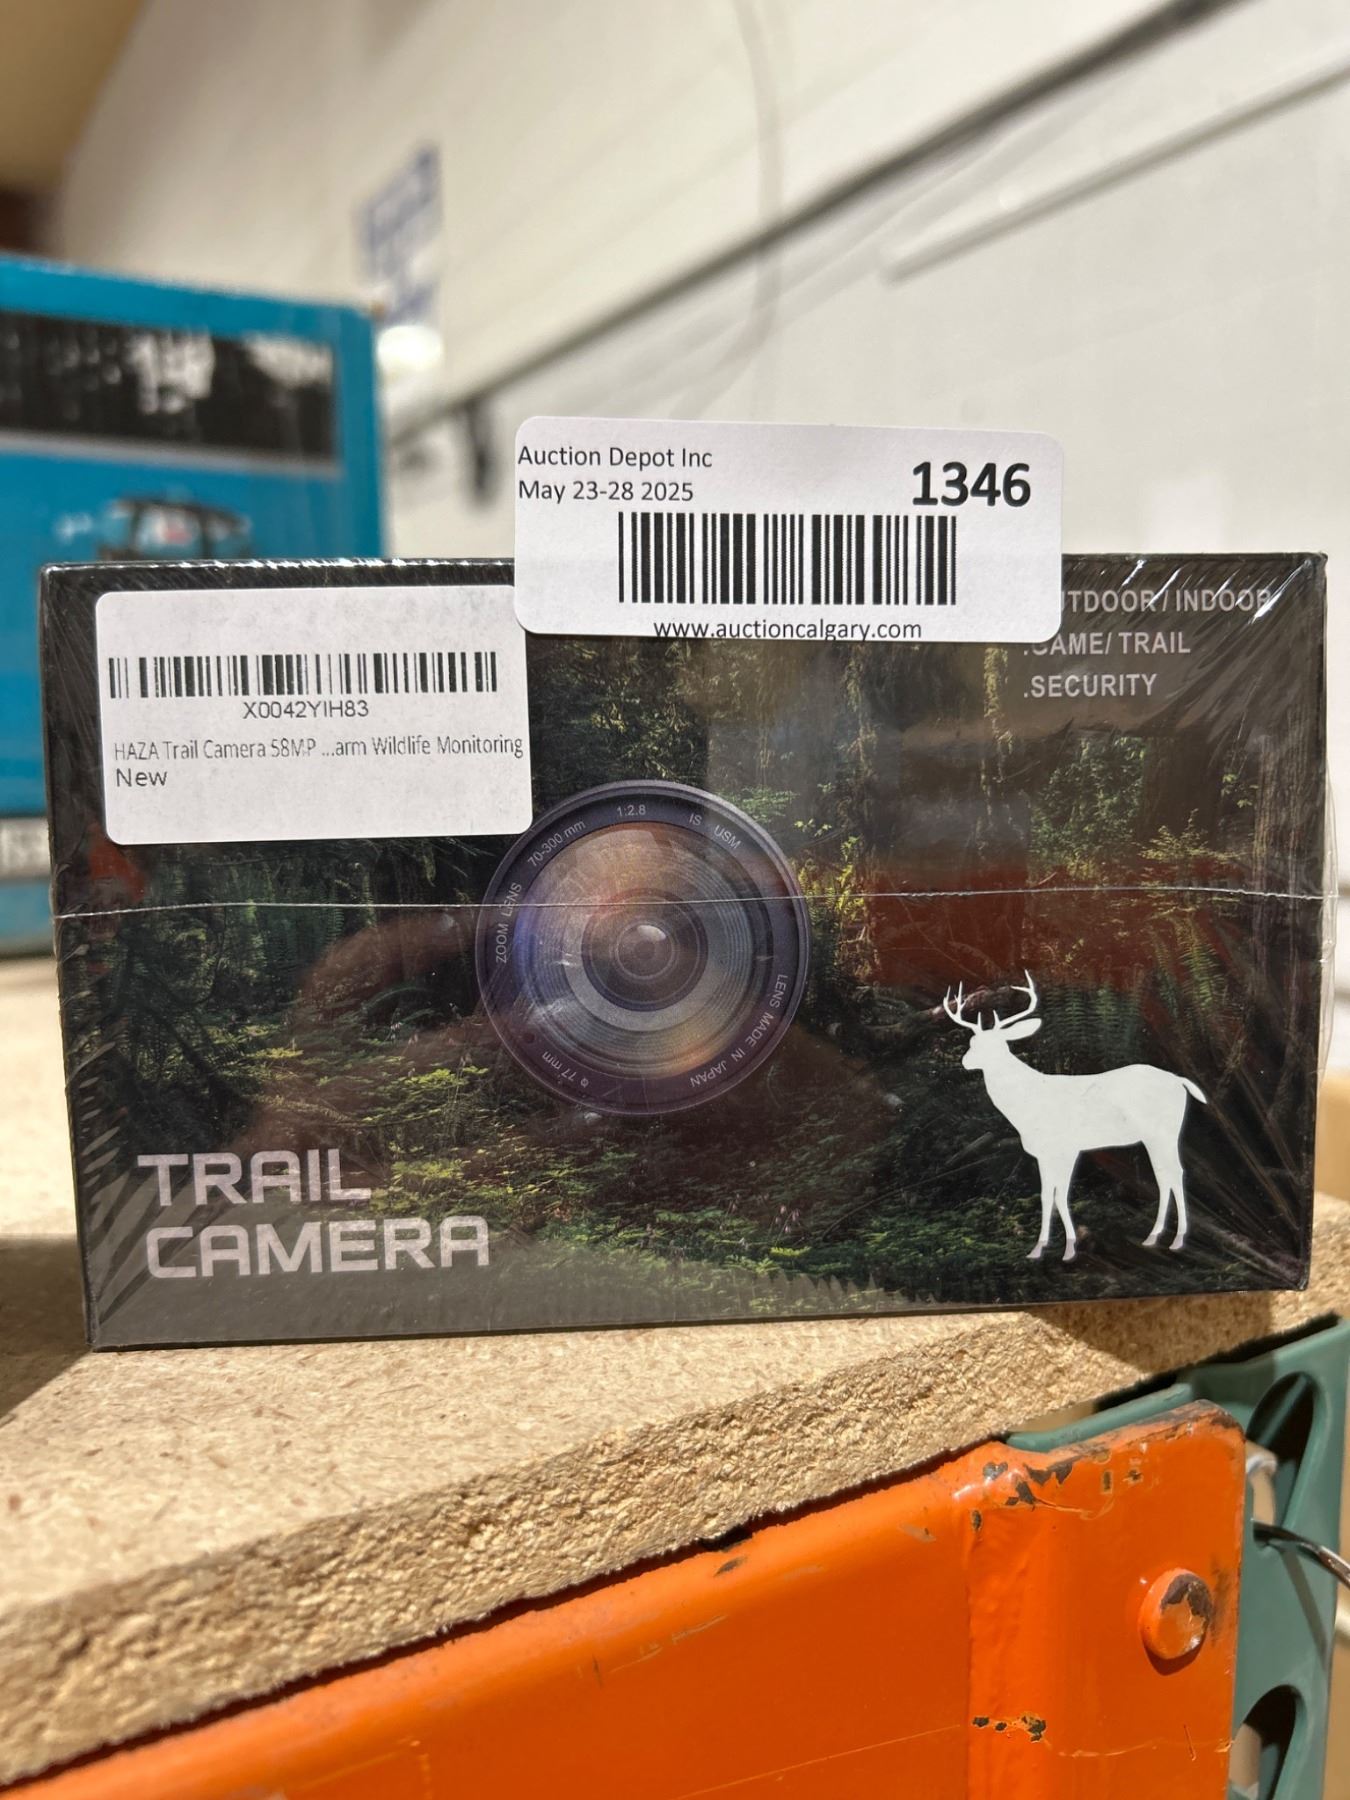 Auction Depot Inc
May 23-28 2025
1346
www.auctioncalgary.com
X0042YIH83
HAZA Trail Camera 58MP ...arm Wildlife Monitoring
New
UTDOOR / INDOOR
.GAME/ TRAIL
.SECURITY
ZOOM LENS 70-300 mm 1:2.8 IS USM
LENS MADE IN JAPAN
ø 77 mm
TRAIL
CAMERA